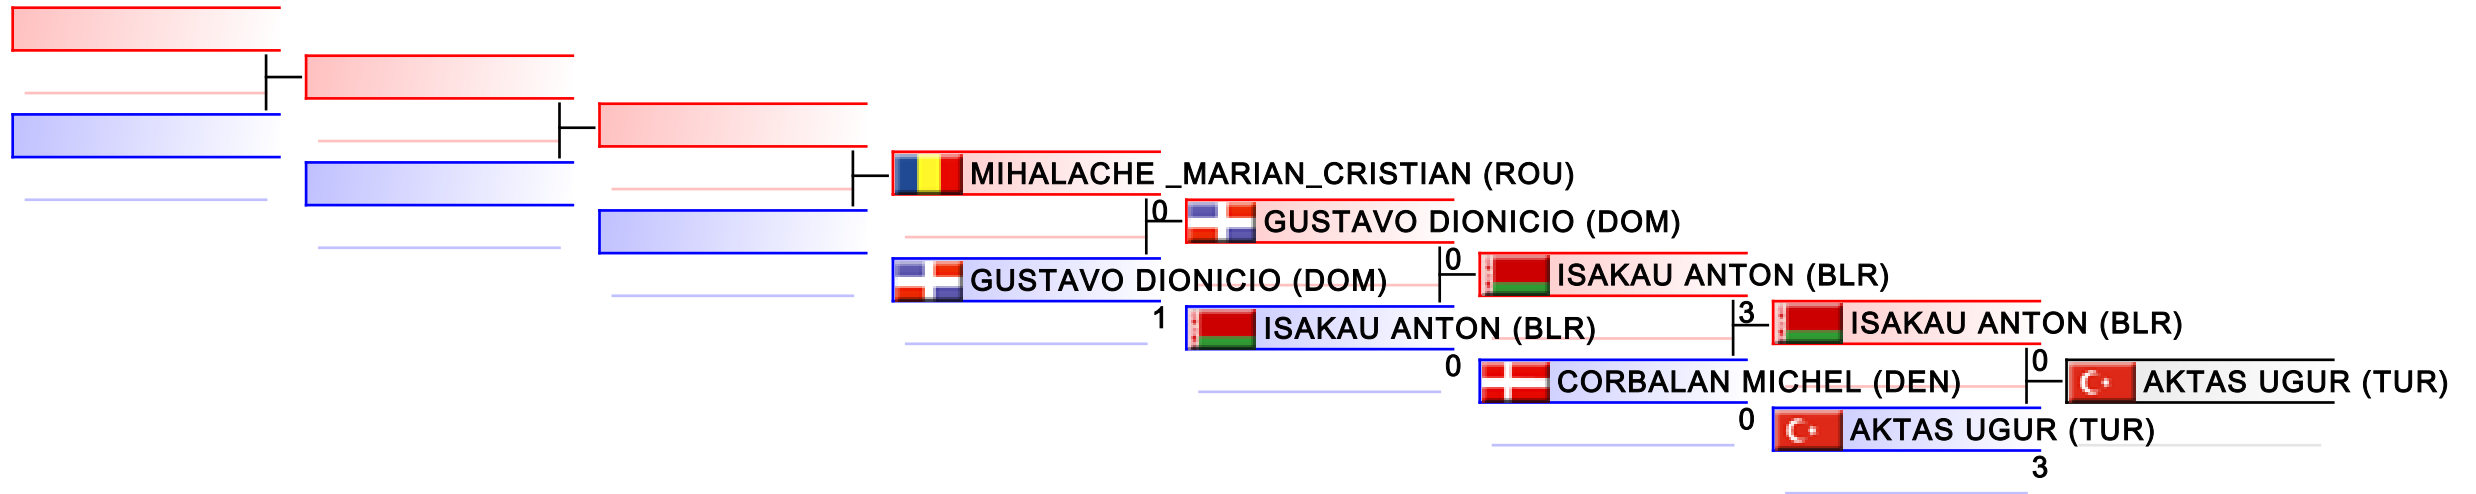 MIHALACHE _MARIAN_CRISTIAN (ROU)
0
GUSTAVO DIONICIO (DOM)
GUSTAVO DIONICIO (DOM)
1
0
ISAKAU ANTON (BLR)
ISAKAU ANTON (BLR)
0
3
ISAKAU ANTON (BLR)
CORBALAN MICHEL (DEN)
0
0
AKTAS UGUR (TUR)
AKTAS UGUR (TUR)
3